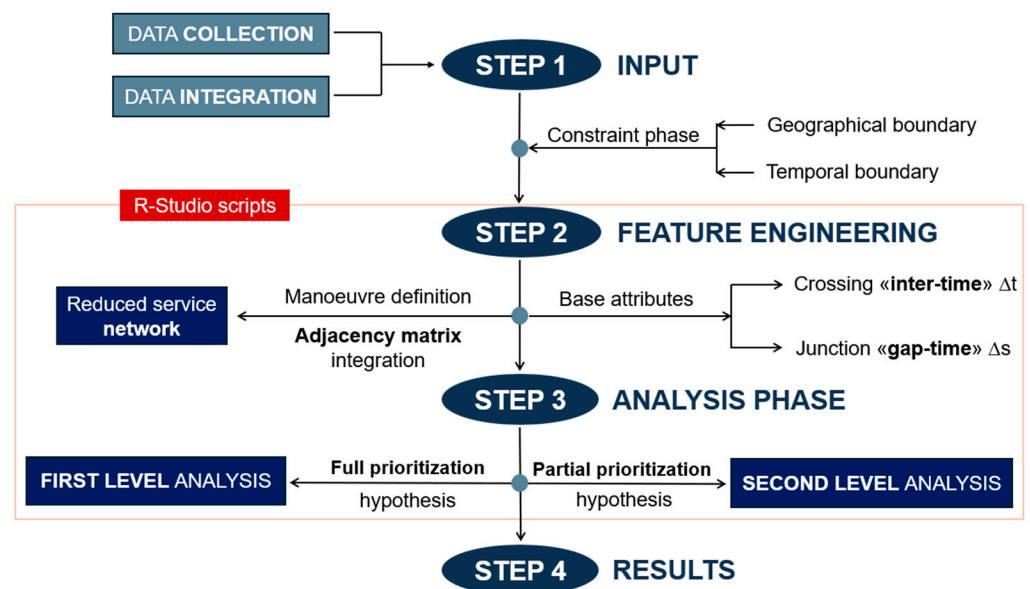 DATA COLLECTION
DATA INTEGRATION
STEP 1 INPUT
Constraint phase
Geographical boundary
Temporal boundary
R-Studio scripts
STEP 2 FEATURE ENGINEERING
Reduced service
network
Manoeuvre definition
Adjacency matrix
integration
Base attributes
Crossing «inter-time» Δt
Junction «gap-time» Δs
STEP 3 ANALYSIS PHASE
FIRST LEVEL ANALYSIS
Full prioritization
hypothesis
Partial prioritization
hypothesis
SECOND LEVEL ANALYSIS
STEP 4 RESULTS